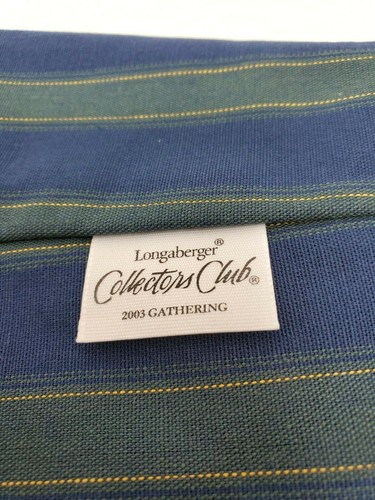 Longaberger®
Collectors Club®
2003 GATHERING